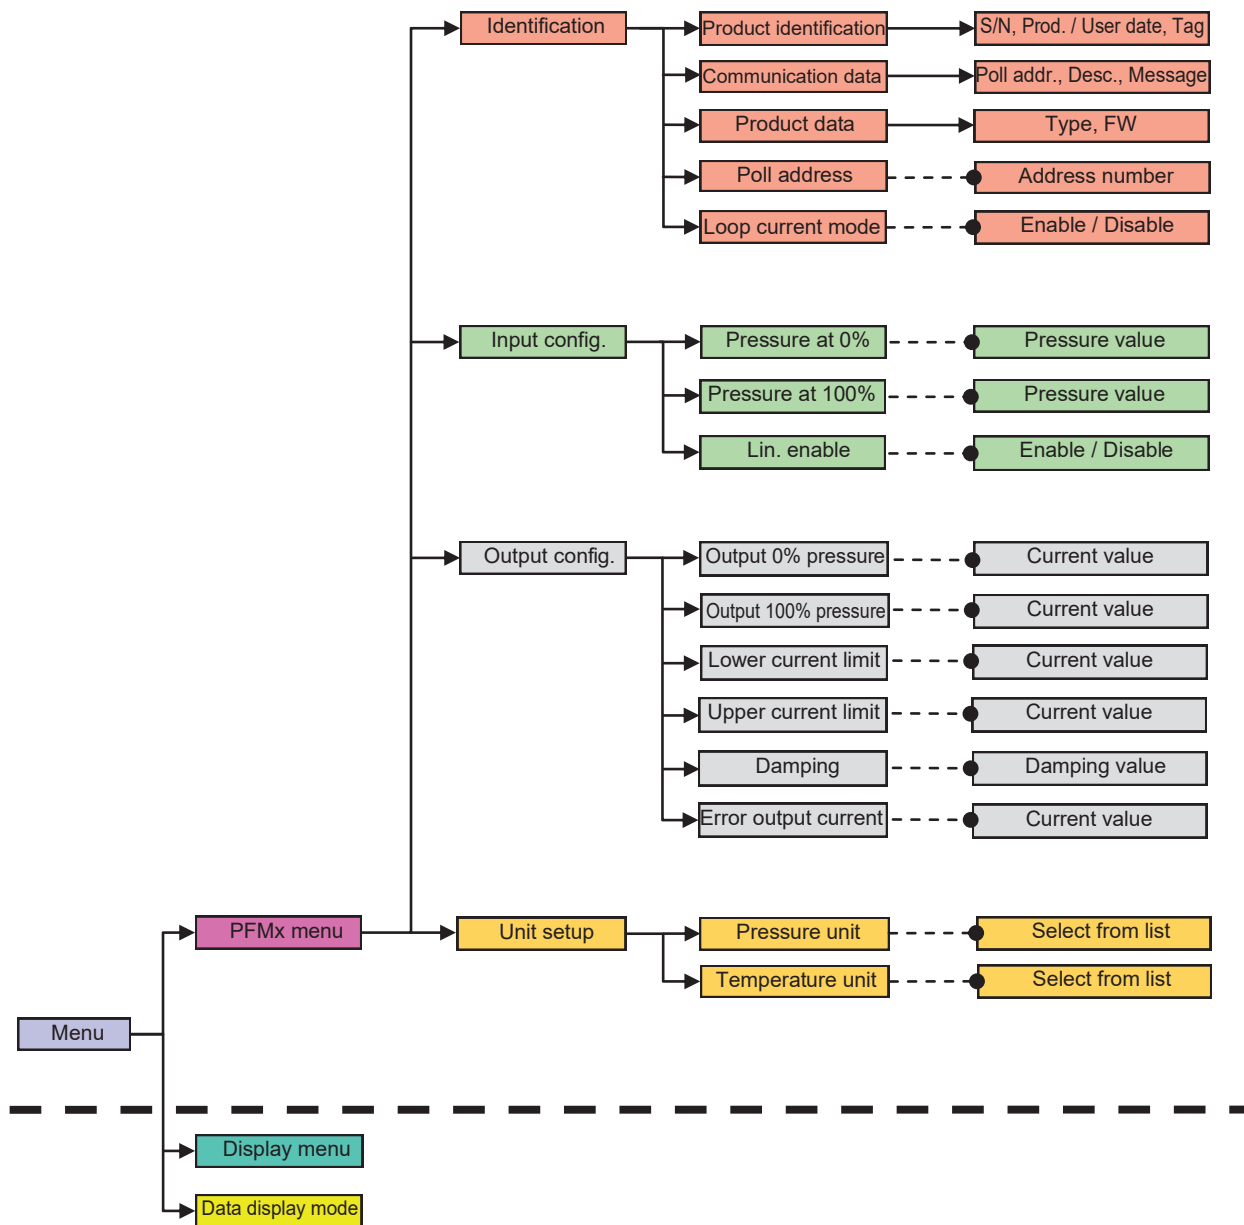 Identification
Product identification
S/N, Prod. / User date, Tag
Communication data
Poll addr., Desc., Message
Product data
Type, FW
Poll address
Address number
Loop current mode
Enable / Disable
Input config.
Pressure at 0%
Pressure value
Pressure at 100%
Pressure value
Lin. enable
Enable / Disable
Output config.
Output 0% pressure
Current value
Output 100% pressure
Current value
Lower current limit
Current value
Upper current limit
Current value
Damping
Damping value
Error output current
Current value
PFMx menu
Unit setup
Pressure unit
Select from list
Temperature unit
Select from list
Menu
Display menu
Data display mode